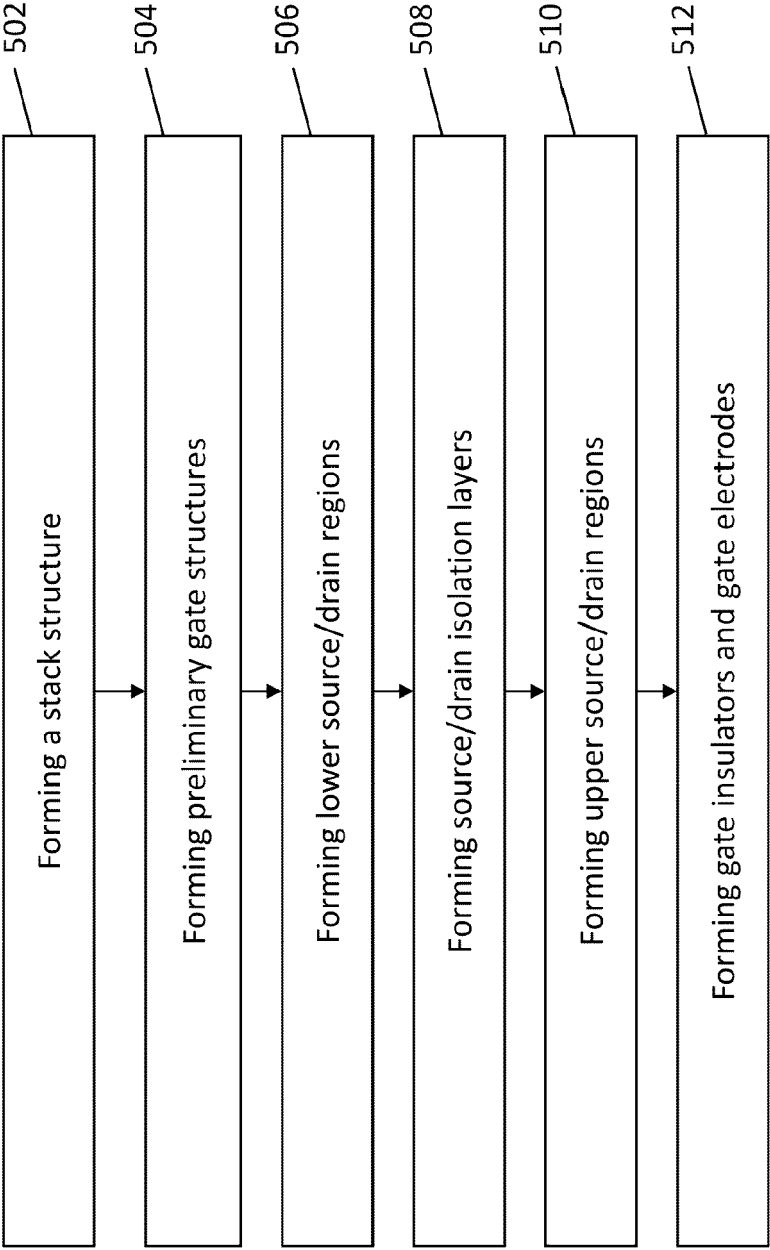 502
Forming a stack structure
504
Forming preliminary gate structures
506
Forming lower source/drain regions
508
Forming source/drain isolation layers
510
Forming upper source/drain regions
512
Forming gate insulators and gate electrodes